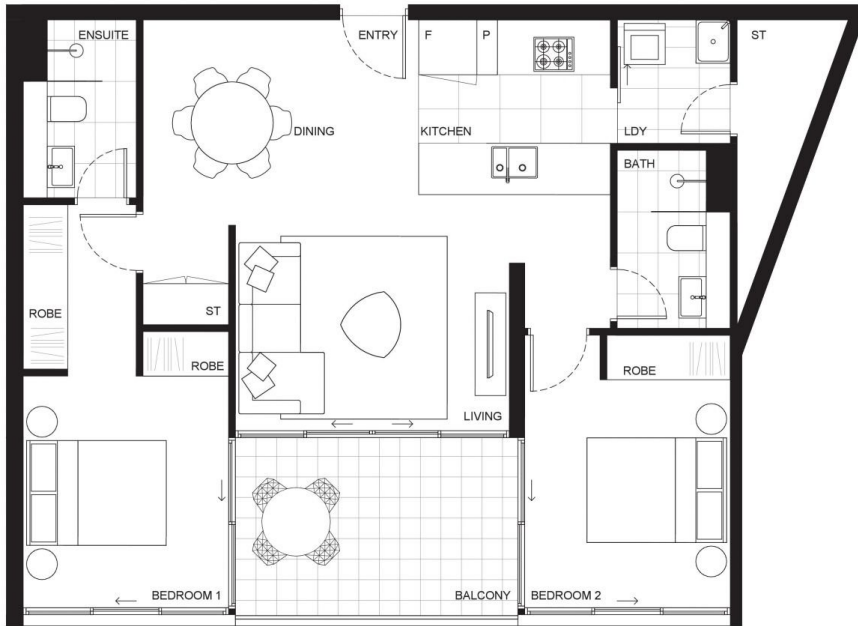 ENSUITE
ENTRY
F
P
ST
DINING
KITCHEN
LDY
BATH
ROBE
ST
ROBE
ROBE
LIVING
BEDROOM 1
BALCONY
BEDROOM 2